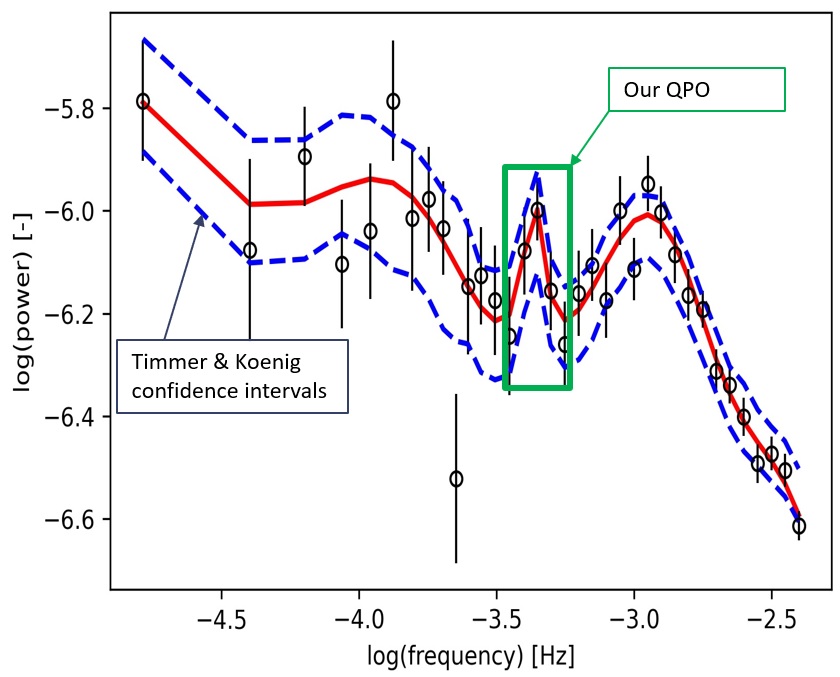 Our QPO
Timmer & Koenig
confidence intervals
log(power) [-]
−5.8
−6.0
−6.2
−6.4
−6.6
−4.5
−4.0
−3.5
−3.0
−2.5
log(frequency) [Hz]